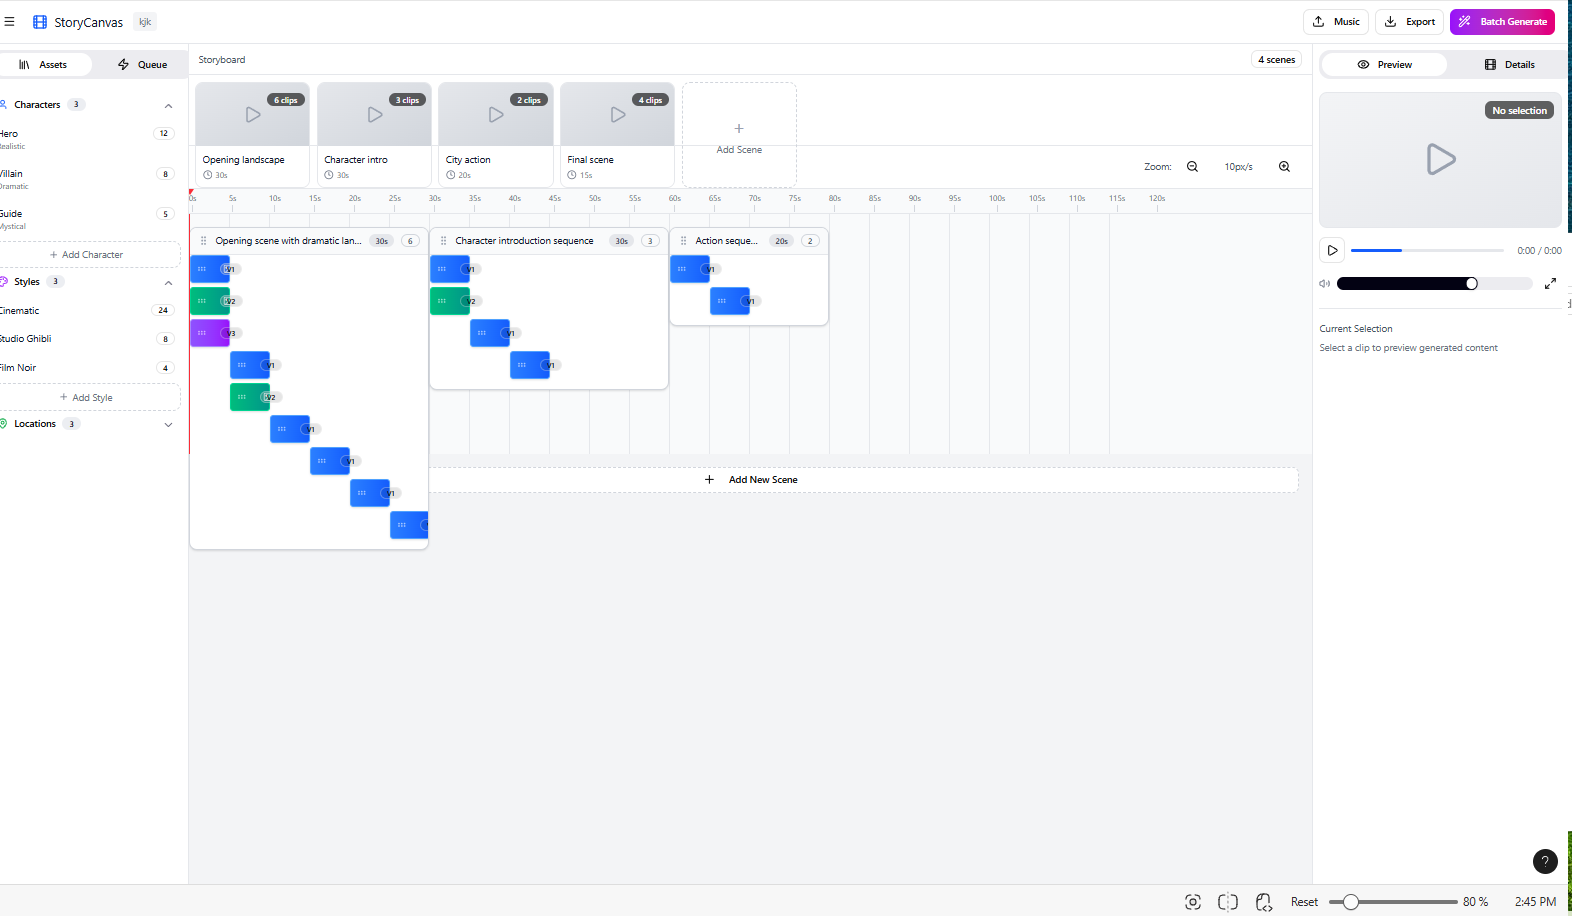 StoryCanvas kjk
Music Export Batch Generate
Assets Queue
Storyboard
4 scenes
Preview Details
Characters 3
Hero 12
Realistic
Villain 8
Dramatic
Guide 5
Mystical
+ Add Character
Styles 3
Cinematic 24
Studio Ghibli 8
Film Noir 4
+ Add Style
Locations 3
6 clips
Opening landscape
30s
3 clips
Character intro
30s
2 clips
City action
20s
4 clips
Final scene
15s
+
Add Scene
Zoom: 10px/s
0s 5s 10s 15s 20s 25s 30s 35s 40s 45s 50s 55s 60s 65s 70s 75s 80s 85s 90s 95s 100s 105s 110s 115s 120s
Opening scene with dramatic lan... 30s 6
V1
V2
V3
V1
V2
V1
V1
V1
Character introduction sequence 30s 3
V1
V2
V1
V1
Action seque... 20s 2
V1
V1
+ Add New Scene
No selection
0:00 / 0:00
Current Selection
Select a clip to preview generated content
?
Reset 80 % 2:45 PM